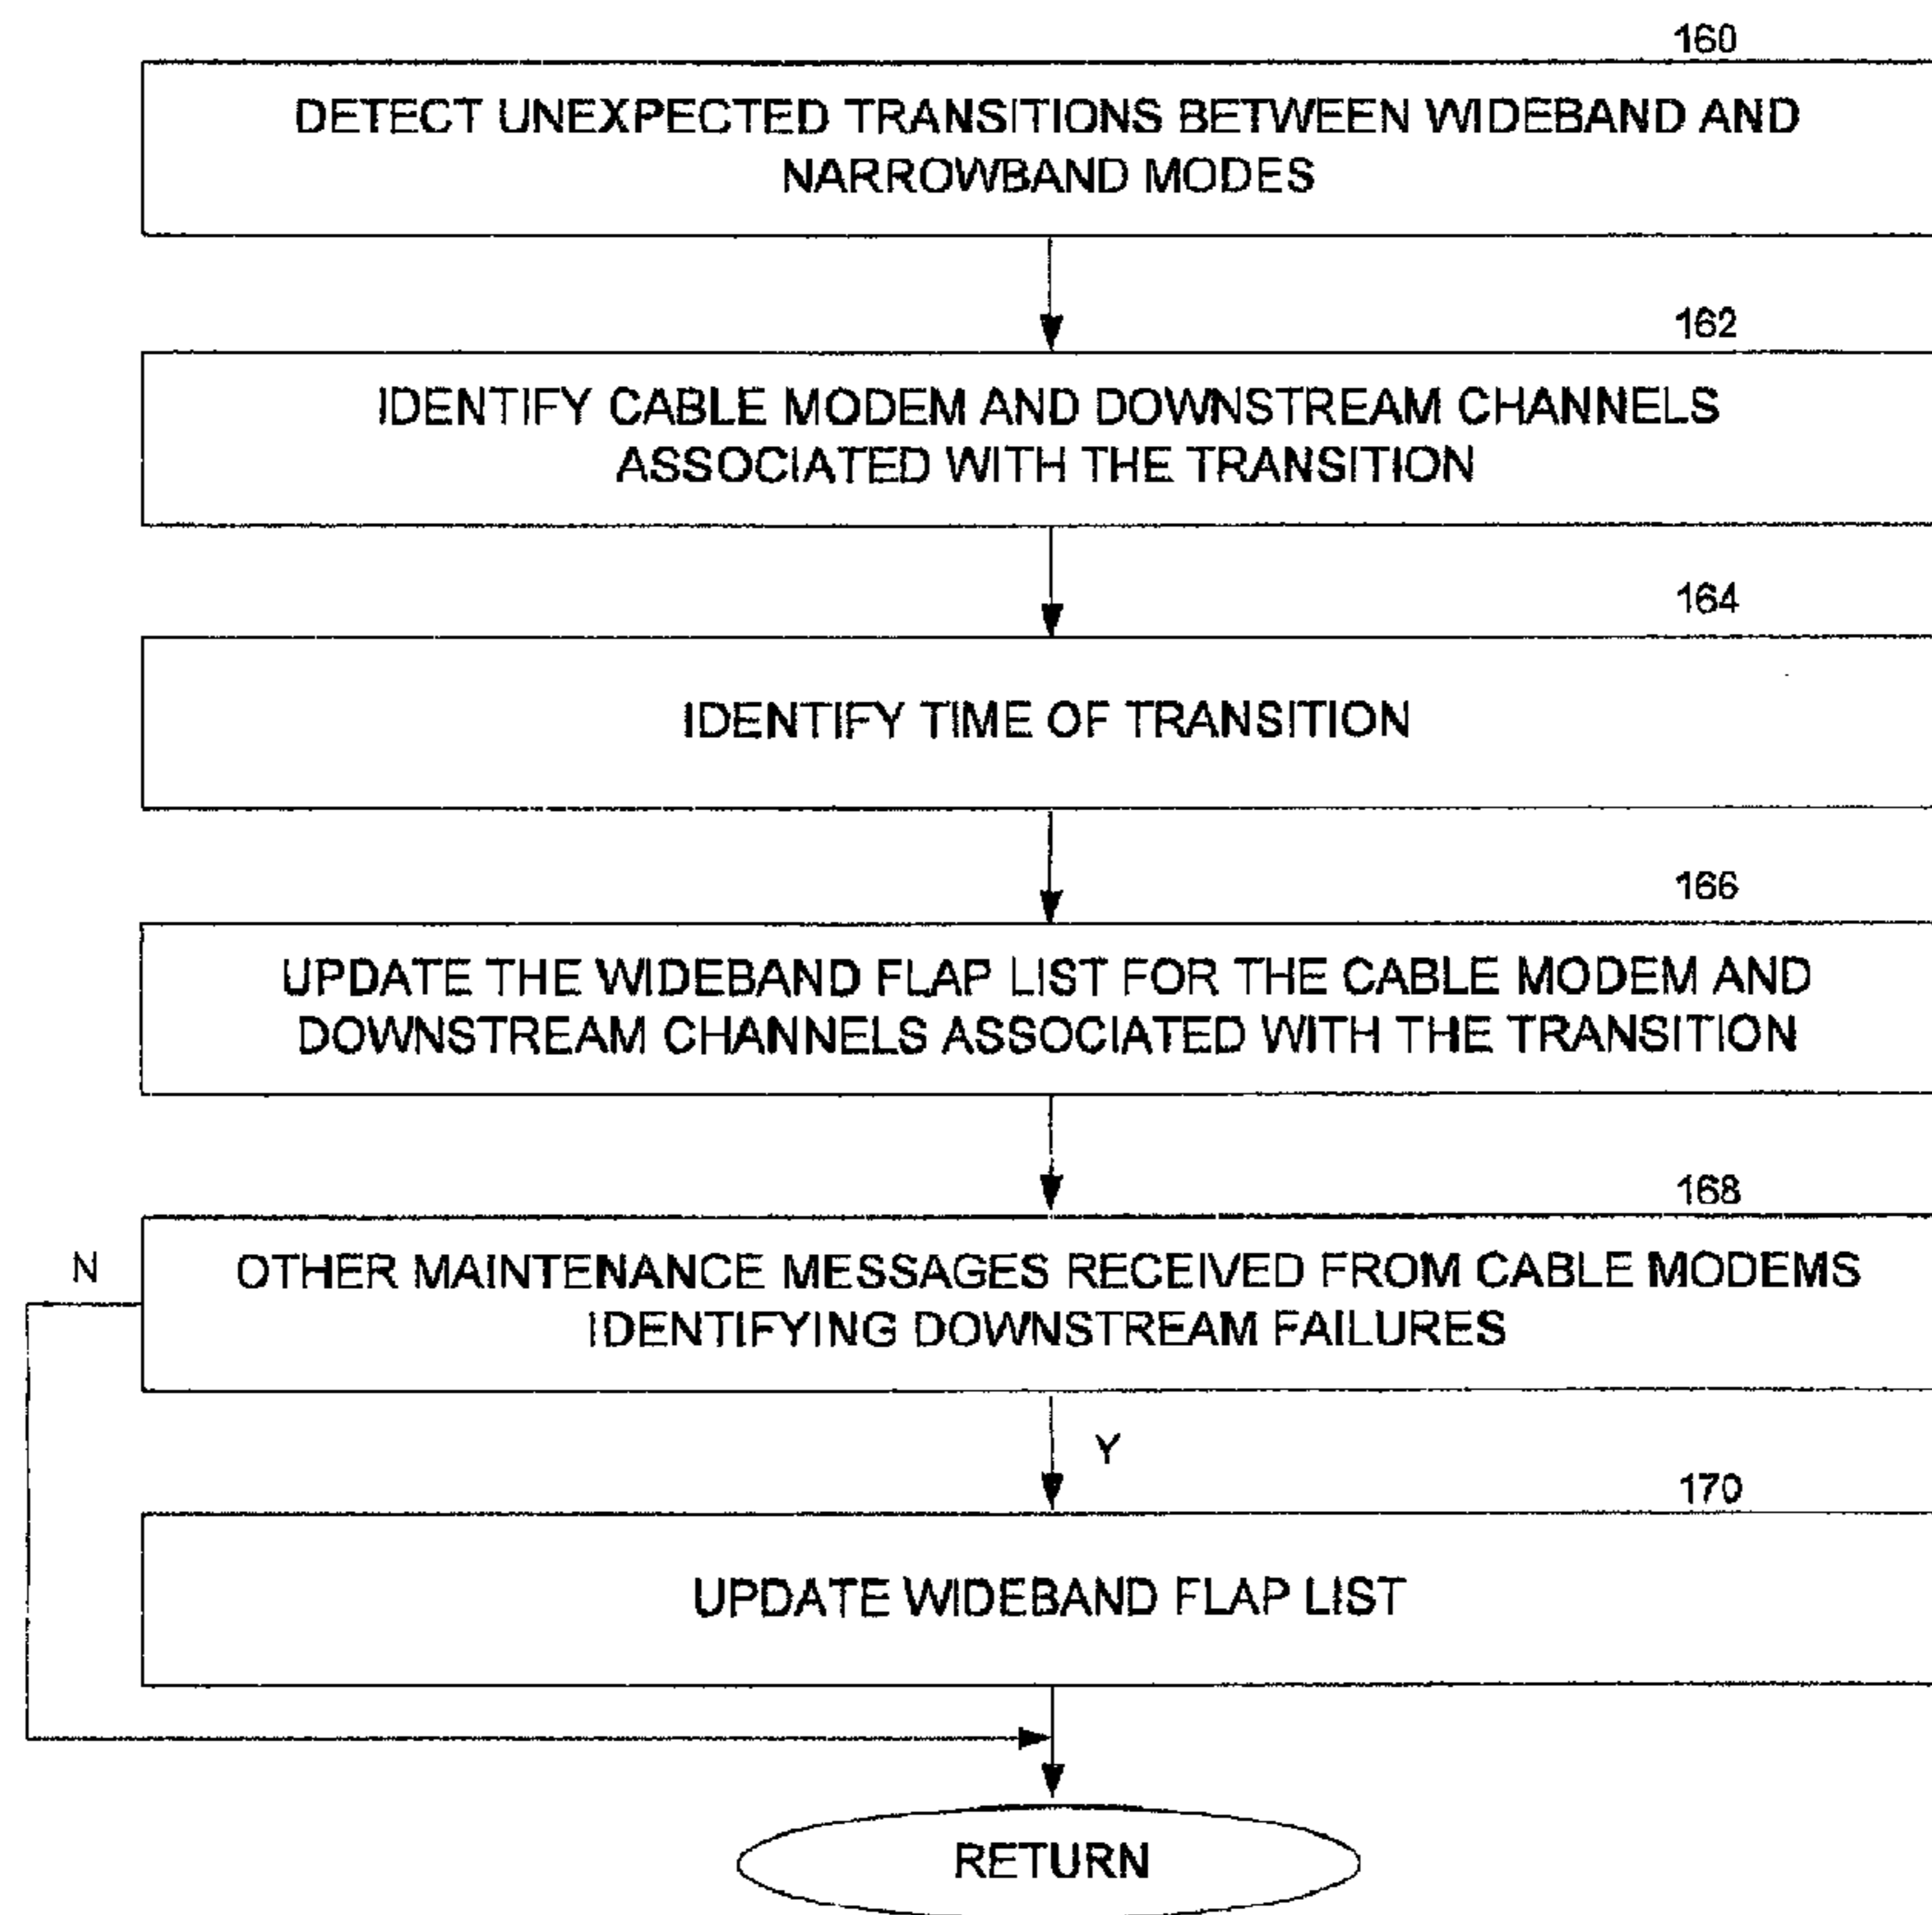 160
DETECT UNEXPECTED TRANSITIONS BETWEEN WIDEBAND AND
NARROWBAND MODES
162
IDENTIFY CABLE MODEM AND DOWNSTREAM CHANNELS
ASSOCIATED WITH THE TRANSITION
164
IDENTIFY TIME OF TRANSITION
166
UPDATE THE WIDEBAND FLAP LIST FOR THE CABLE MODEM AND
DOWNSTREAM CHANNELS ASSOCIATED WITH THE TRANSITION
168
N
OTHER MAINTENANCE MESSAGES RECEIVED FROM CABLE MODEMS
IDENTIFYING DOWNSTREAM FAILURES
Y
170
UPDATE WIDEBAND FLAP LIST
RETURN